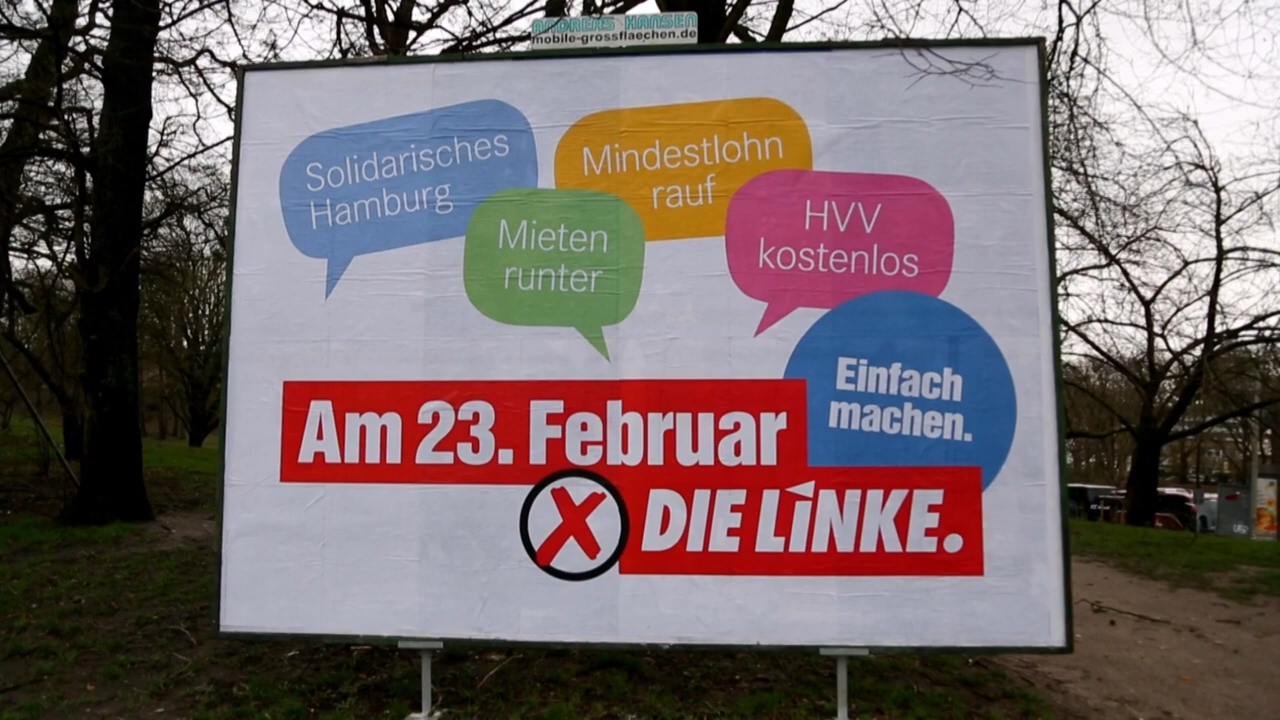 ANDREAS HANSEN
mobile-grossflaechen.de
Solidarisches
Hamburg
Mindestlohn
rauf
Mieten
runter
HVV
kostenlos
Einfach
machen.
Am 23. Februar
DIE LINKE.